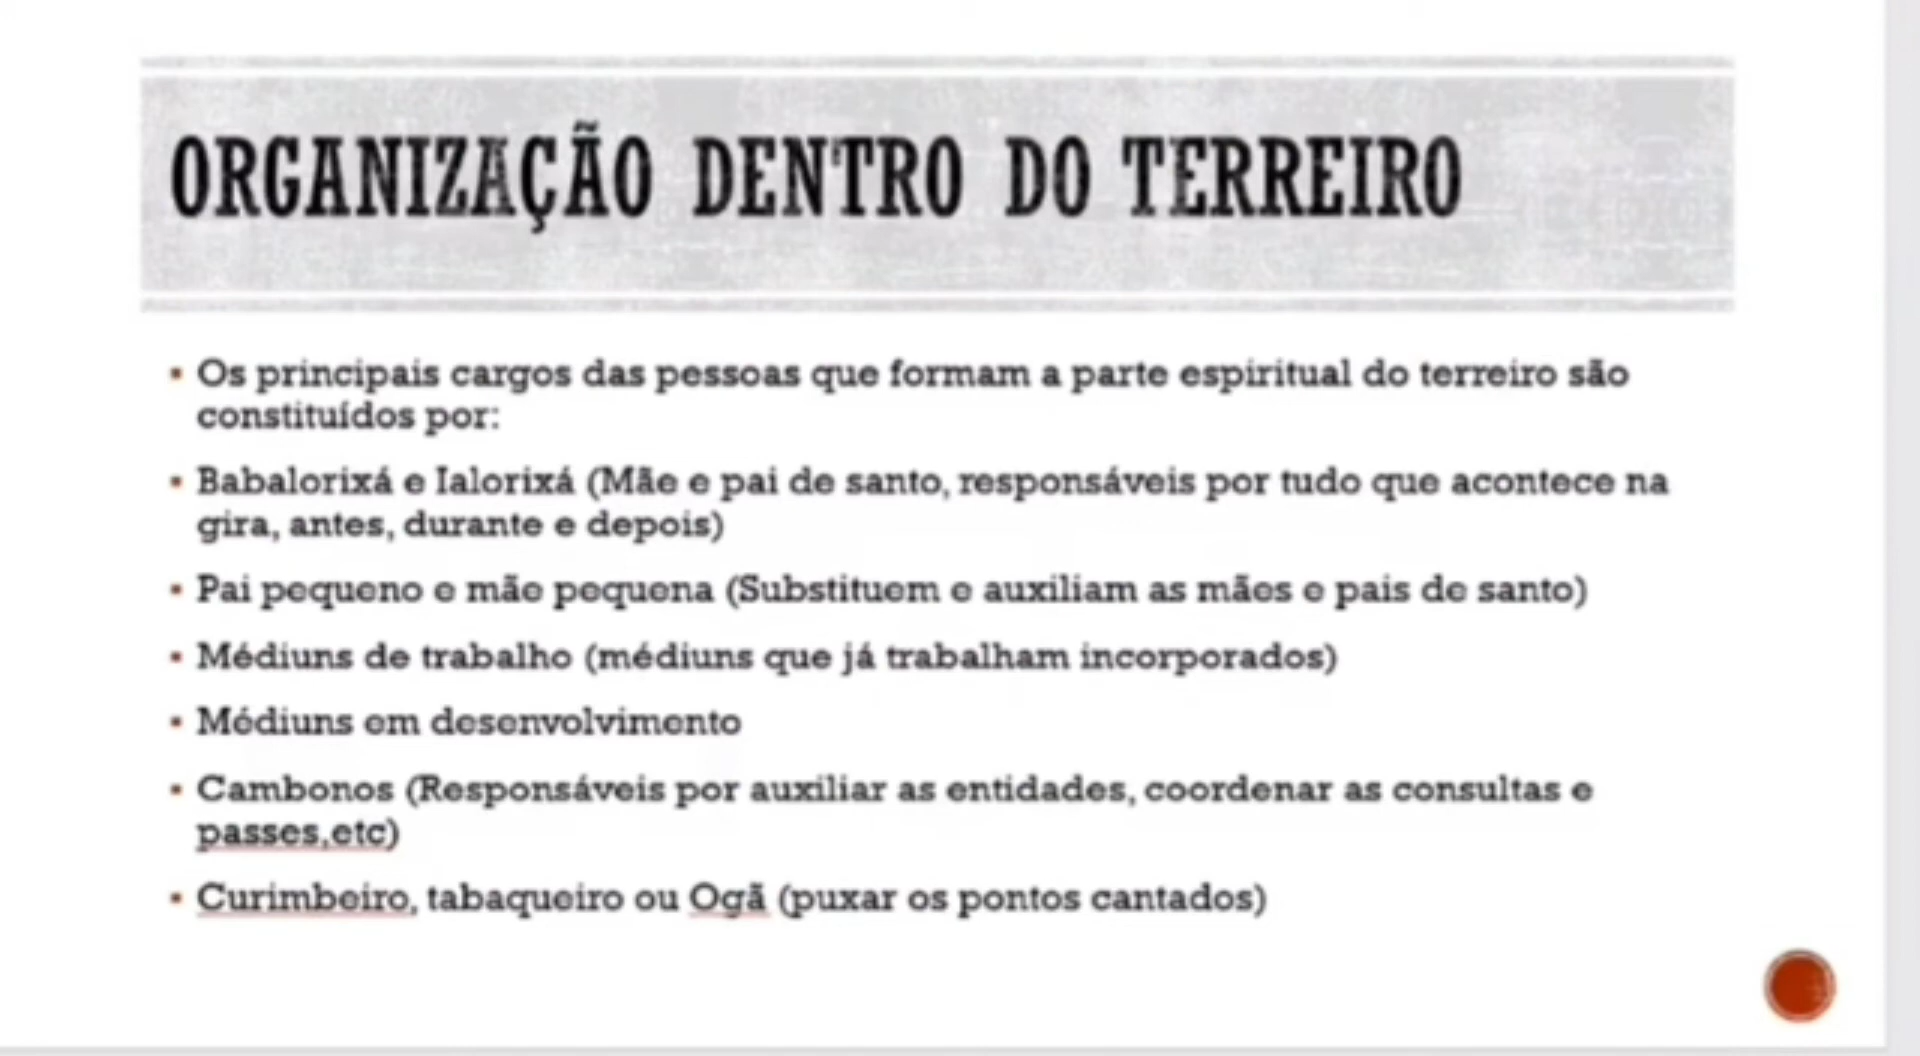 ORGANIZAÇÃO DENTRO DO TERREIRO
▪ Os principais cargos das pessoas que formam a parte espiritual do terreiro são
constituídos por:
▪ Babalorixá e Ialorixá (Mãe e pai de santo, responsáveis por tudo que acontece na
gira, antes, durante e depois)
▪ Pai pequeno e mãe pequena (Substituem e auxiliam as mães e pais de santo)
▪ Médiuns de trabalho (médiuns que já trabalham incorporados)
▪ Médiuns em desenvolvimento
▪ Cambonos (Responsáveis por auxiliar as entidades, coordenar as consultas e
passes,etc)
▪ Curimbeiro, tabaqueiro ou Ogã (puxar os pontos cantados)